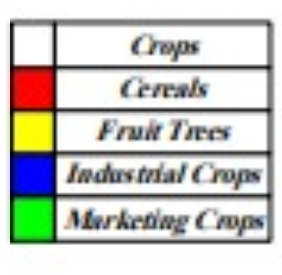 Crops
Cereals
Fruit Trees
Industrial Crops
Marketing Crops